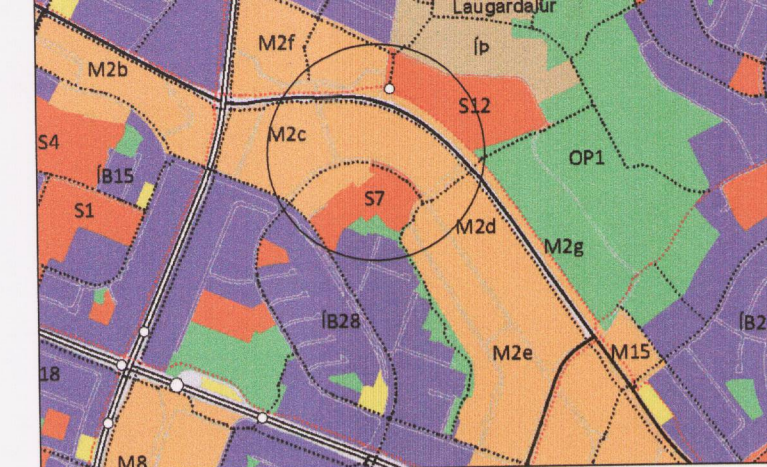 Laugardalur
M2f
ÍÞ
M2b
S12
M2c
S4
OP1
ÍB15
S7
S1
M2d
M2g
ÍB28
ÍB2
M2e
M15
18
M8